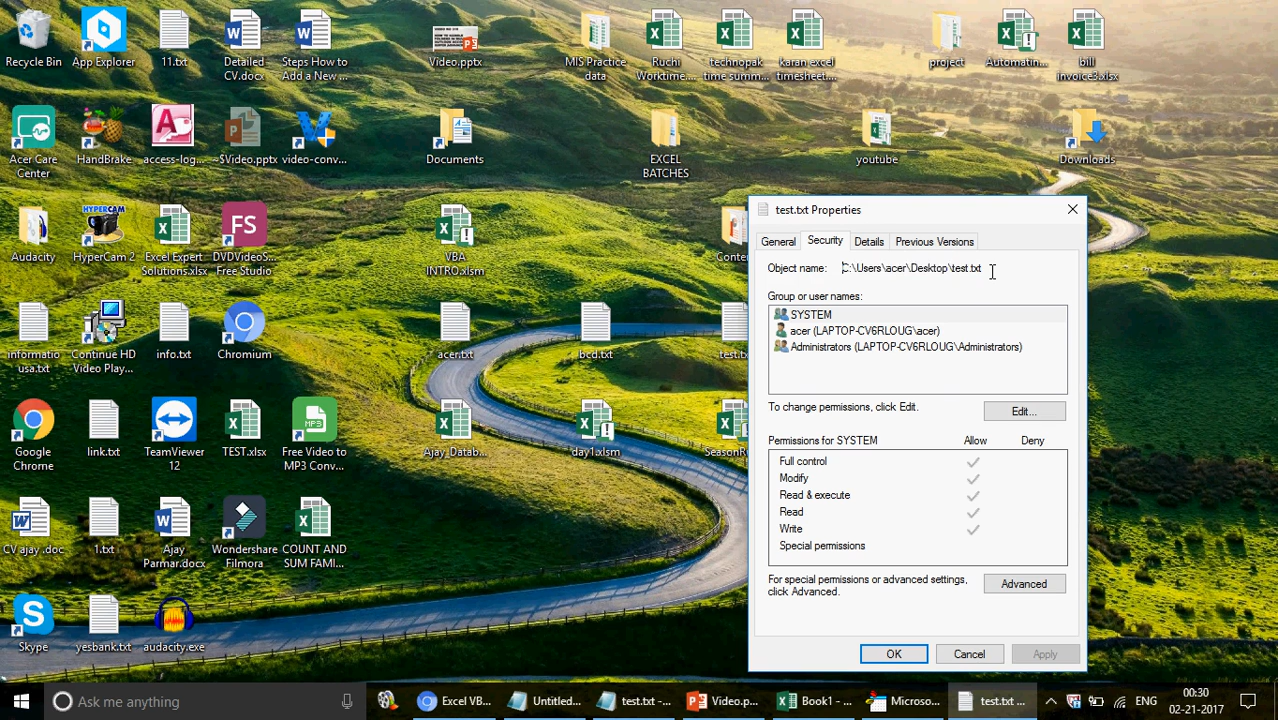 Recycle Bin
App Explorer
11.txt
Detailed
CV.docx
Steps How to
Add a New ...
Video.pptx
MIS Practice
data
Ruchi
Worktime....
technopak
time summ...
karan excel
timesheet....
project
Automatin...
bill
invoice3.xlsx
Acer Care
Center
HandBrake
access-log...
~$Video.pptx
video-conv...
Documents
EXCEL
BATCHES
youtube
Downloads
Audacity
HYPERCAM
HyperCam 2
Excel Expert
Solutions.xlsx
FS
DVDVideoS...
Free Studio
VBA
INTRO.xlsm
Conten
informatio
usa.txt
Continue HD
Video Play...
info.txt
Chromium
acer.txt
bcd.txt
test.tx
Google
Chrome
link.txt
TeamViewer
12
TEST.xlsx
MP3
Free Video to
MP3 Conv...
Ajay_Datab...
day1.xlsm
SeasonR
CV ajay .doc
1.txt
Ajay
Parmar.docx
Wondershare
Filmora
COUNT AND
SUM FAMI...
Skype
yesbank.txt
audacity.exe
test.txt Properties
General
Security
Details
Previous Versions
Object name: C:\Users\acer\Desktop\test.txt
Group or user names:
SYSTEM
acer (LAPTOP-CV6RLOUG\acer)
Administrators (LAPTOP-CV6RLOUG\Administrators)
To change permissions, click Edit.
Edit...
Permissions for SYSTEM Allow Deny
Full control
Modify
Read & execute
Read
Write
Special permissions
For special permissions or advanced settings,
click Advanced.
Advanced
OK
Cancel
Apply
Ask me anything
Excel VB...
Untitled...
test.txt -...
Video.p...
Book1 - ...
Microso...
test.txt ...
ENG
00:30
02-21-2017